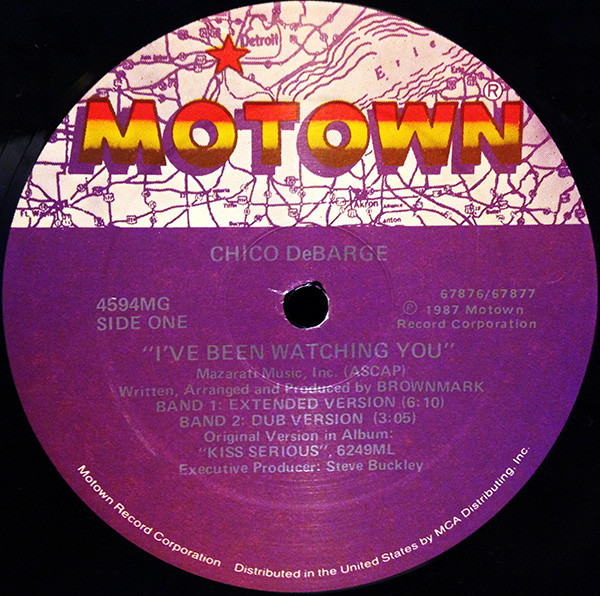 Detroit
Erie
MOTOWN®
Akron
Canton
CHICO DeBARGE
4594MG
SIDE ONE
67876/67877
℗ 1987 Motown
Record Corporation
"I'VE BEEN WATCHING YOU"
Mazarati Music, Inc. (ASCAP)
Written, Arranged and Produced by BROWNMARK
BAND 1: EXTENDED VERSION (6:10)
BAND 2: DUB VERSION (3:05)
Original Version in Album:
"KISS SERIOUS", 6249ML
Executive Producer: Steve Buckley
Motown Record Corporation Distributed in the United States by MCA Distributing, Inc.